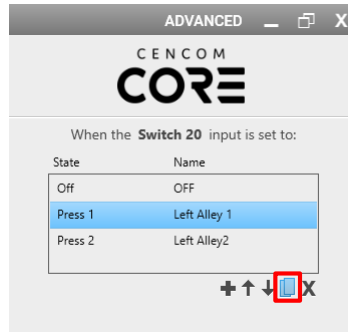 ADVANCED X
CENCOM
CORE
When the Switch 20 input is set to:
State Name
Off OFF
Press 1 Left Alley 1
Press 2 Left Alley2
X